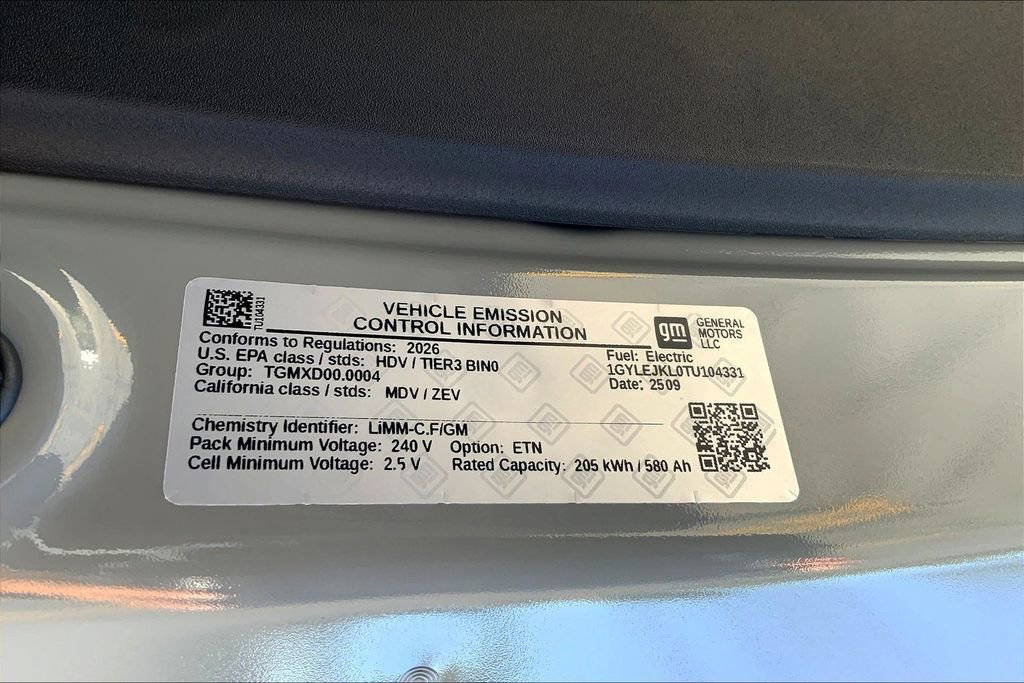 TU104331
VEHICLE EMISSION
CONTROL INFORMATION
gm
GENERAL
MOTORS
LLC
Conforms to Regulations: 2026
U.S. EPA class / stds: HDV / TIER3 BIN0
Group: TGMXD00.0004
California class / stds: MDV / ZEV
Fuel: Electric
1GYLEJKL0TU104331
Date: 2509
Chemistry Identifier: LiMM-C.F/GM
Pack Minimum Voltage: 240 V Option: ETN
Cell Minimum Voltage: 2.5 V Rated Capacity: 205 kWh / 580 Ah